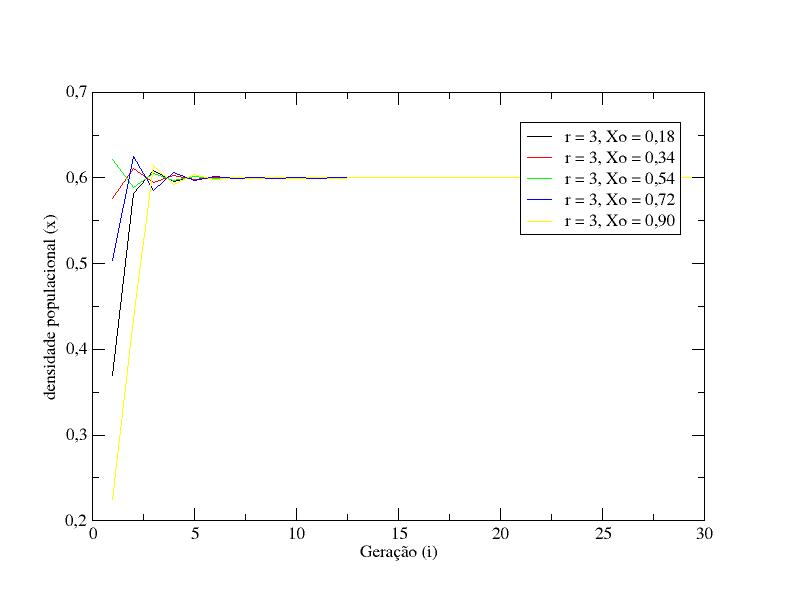 0,7
0,6
0,5
0,4
0,3
0,2
densidade populacional (x)
r = 3, Xo = 0,18
r = 3, Xo = 0,34
r = 3, Xo = 0,54
r = 3, Xo = 0,72
r = 3, Xo = 0,90
0 5 10 15 20 25 30
Geração (i)